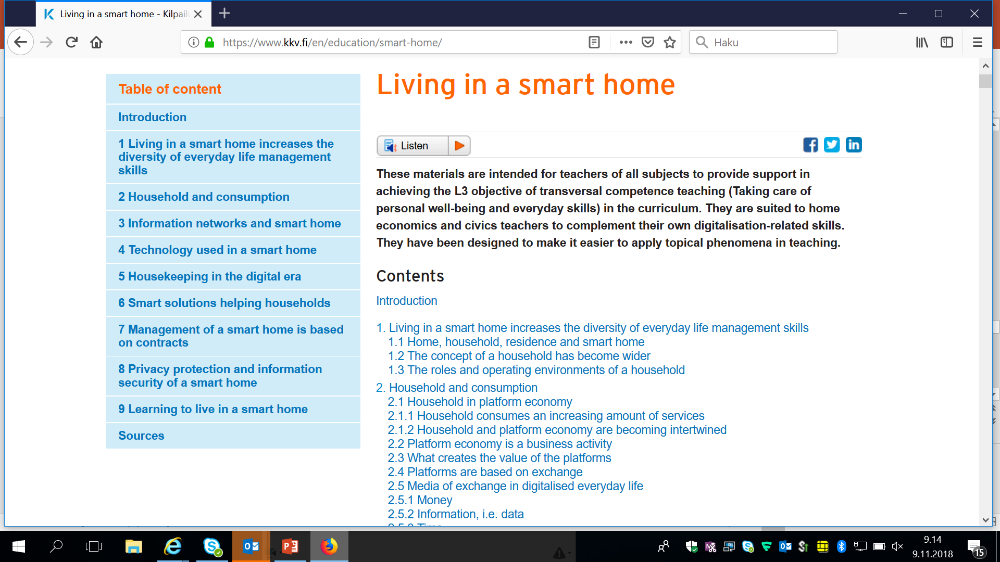 Living in a smart home - Kilpail
https://www.kkv.fi/en/education/smart-home/
Haku
Table of content
Introduction
1 Living in a smart home increases the
diversity of everyday life management
skills
2 Household and consumption
3 Information networks and smart home
4 Technology used in a smart home
5 Housekeeping in the digital era
6 Smart solutions helping households
7 Management of a smart home is based
on contracts
8 Privacy protection and information
security of a smart home
9 Learning to live in a smart home
Sources
Living in a smart home
Listen
These materials are intended for teachers of all subjects to provide support in
achieving the L3 objective of transversal competence teaching (Taking care of
personal well-being and everyday skills) in the curriculum. They are suited to home
economics and civics teachers to complement their own digitalisation-related skills.
They have been designed to make it easier to apply topical phenomena in teaching.
Contents
Introduction
1. Living in a smart home increases the diversity of everyday life management skills
1.1 Home, household, residence and smart home
1.2 The concept of a household has become wider
1.3 The roles and operating environments of a household
2. Household and consumption
2.1 Household in platform economy
2.1.1 Household consumes an increasing amount of services
2.1.2 Household and platform economy are becoming intertwined
2.2 Platform economy is a business activity
2.3 What creates the value of the platforms
2.4 Platforms are based on exchange
2.5 Media of exchange in digitalised everyday life
2.5.1 Money
2.5.2 Information, i.e. data
2.5.3 Time
9.14
9.11.2018
15